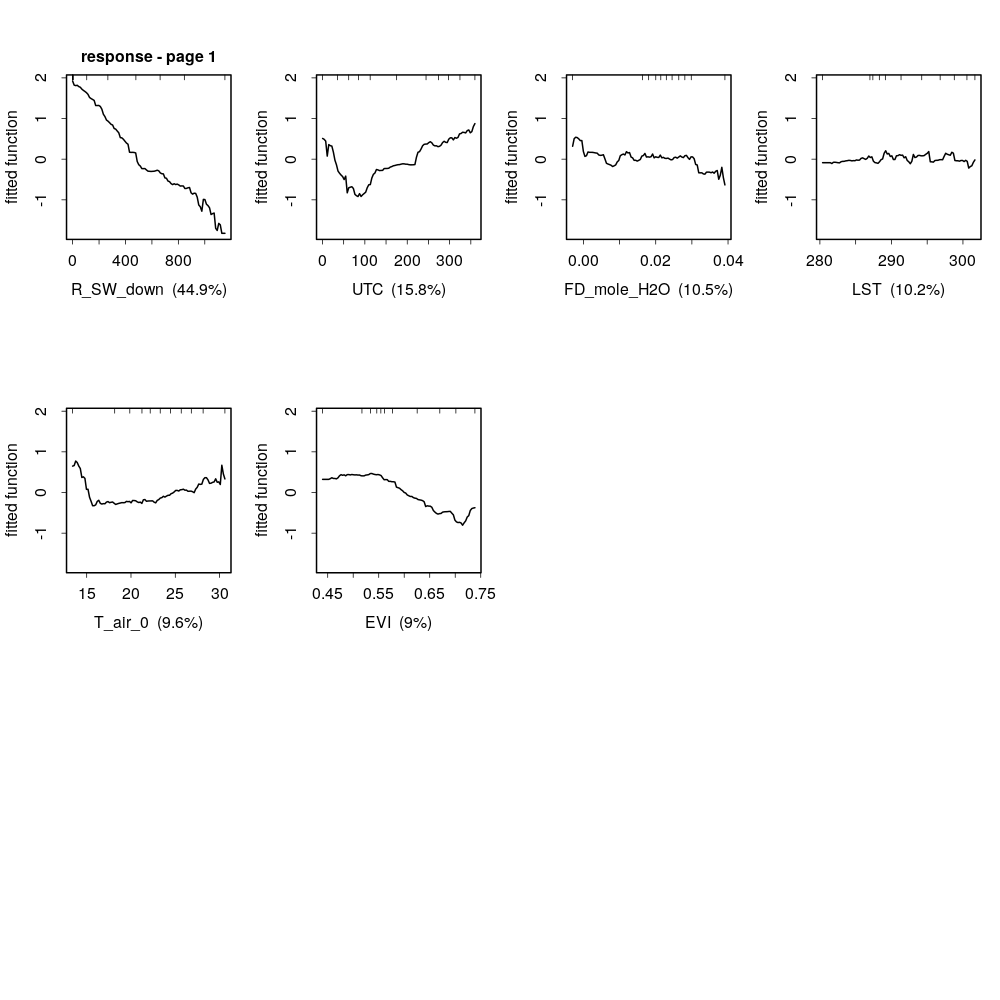 response - page 1
fitted function
-1 0 1 2
0 400 800
R_SW_down (44.9%)
fitted function
-1 0 1 2
0 100 200 300
UTC (15.8%)
fitted function
-1 0 1 2
0.00 0.02 0.04
FD_mole_H2O (10.5%)
fitted function
-1 0 1 2
280 290 300
LST (10.2%)
fitted function
-1 0 1 2
15 20 25 30
T_air_0 (9.6%)
fitted function
-1 0 1 2
0.45 0.55 0.65 0.75
EVI (9%)